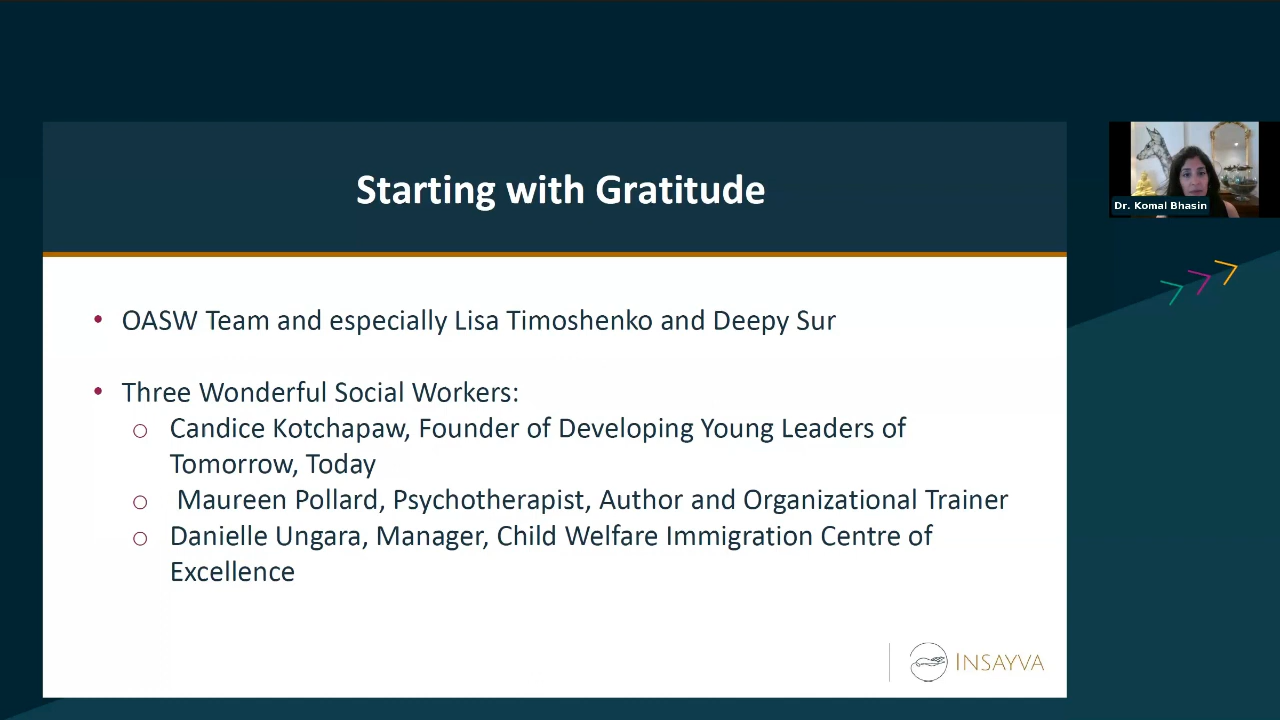 Starting with Gratitude
Dr. Komal Bhasin
• OASW Team and especially Lisa Timoshenko and Deepy Sur
• Three Wonderful Social Workers:
o Candice Kotchapaw, Founder of Developing Young Leaders of
Tomorrow, Today
o Maureen Pollard, Psychotherapist, Author and Organizational Trainer
o Danielle Ungara, Manager, Child Welfare Immigration Centre of
Excellence
INSAYVA